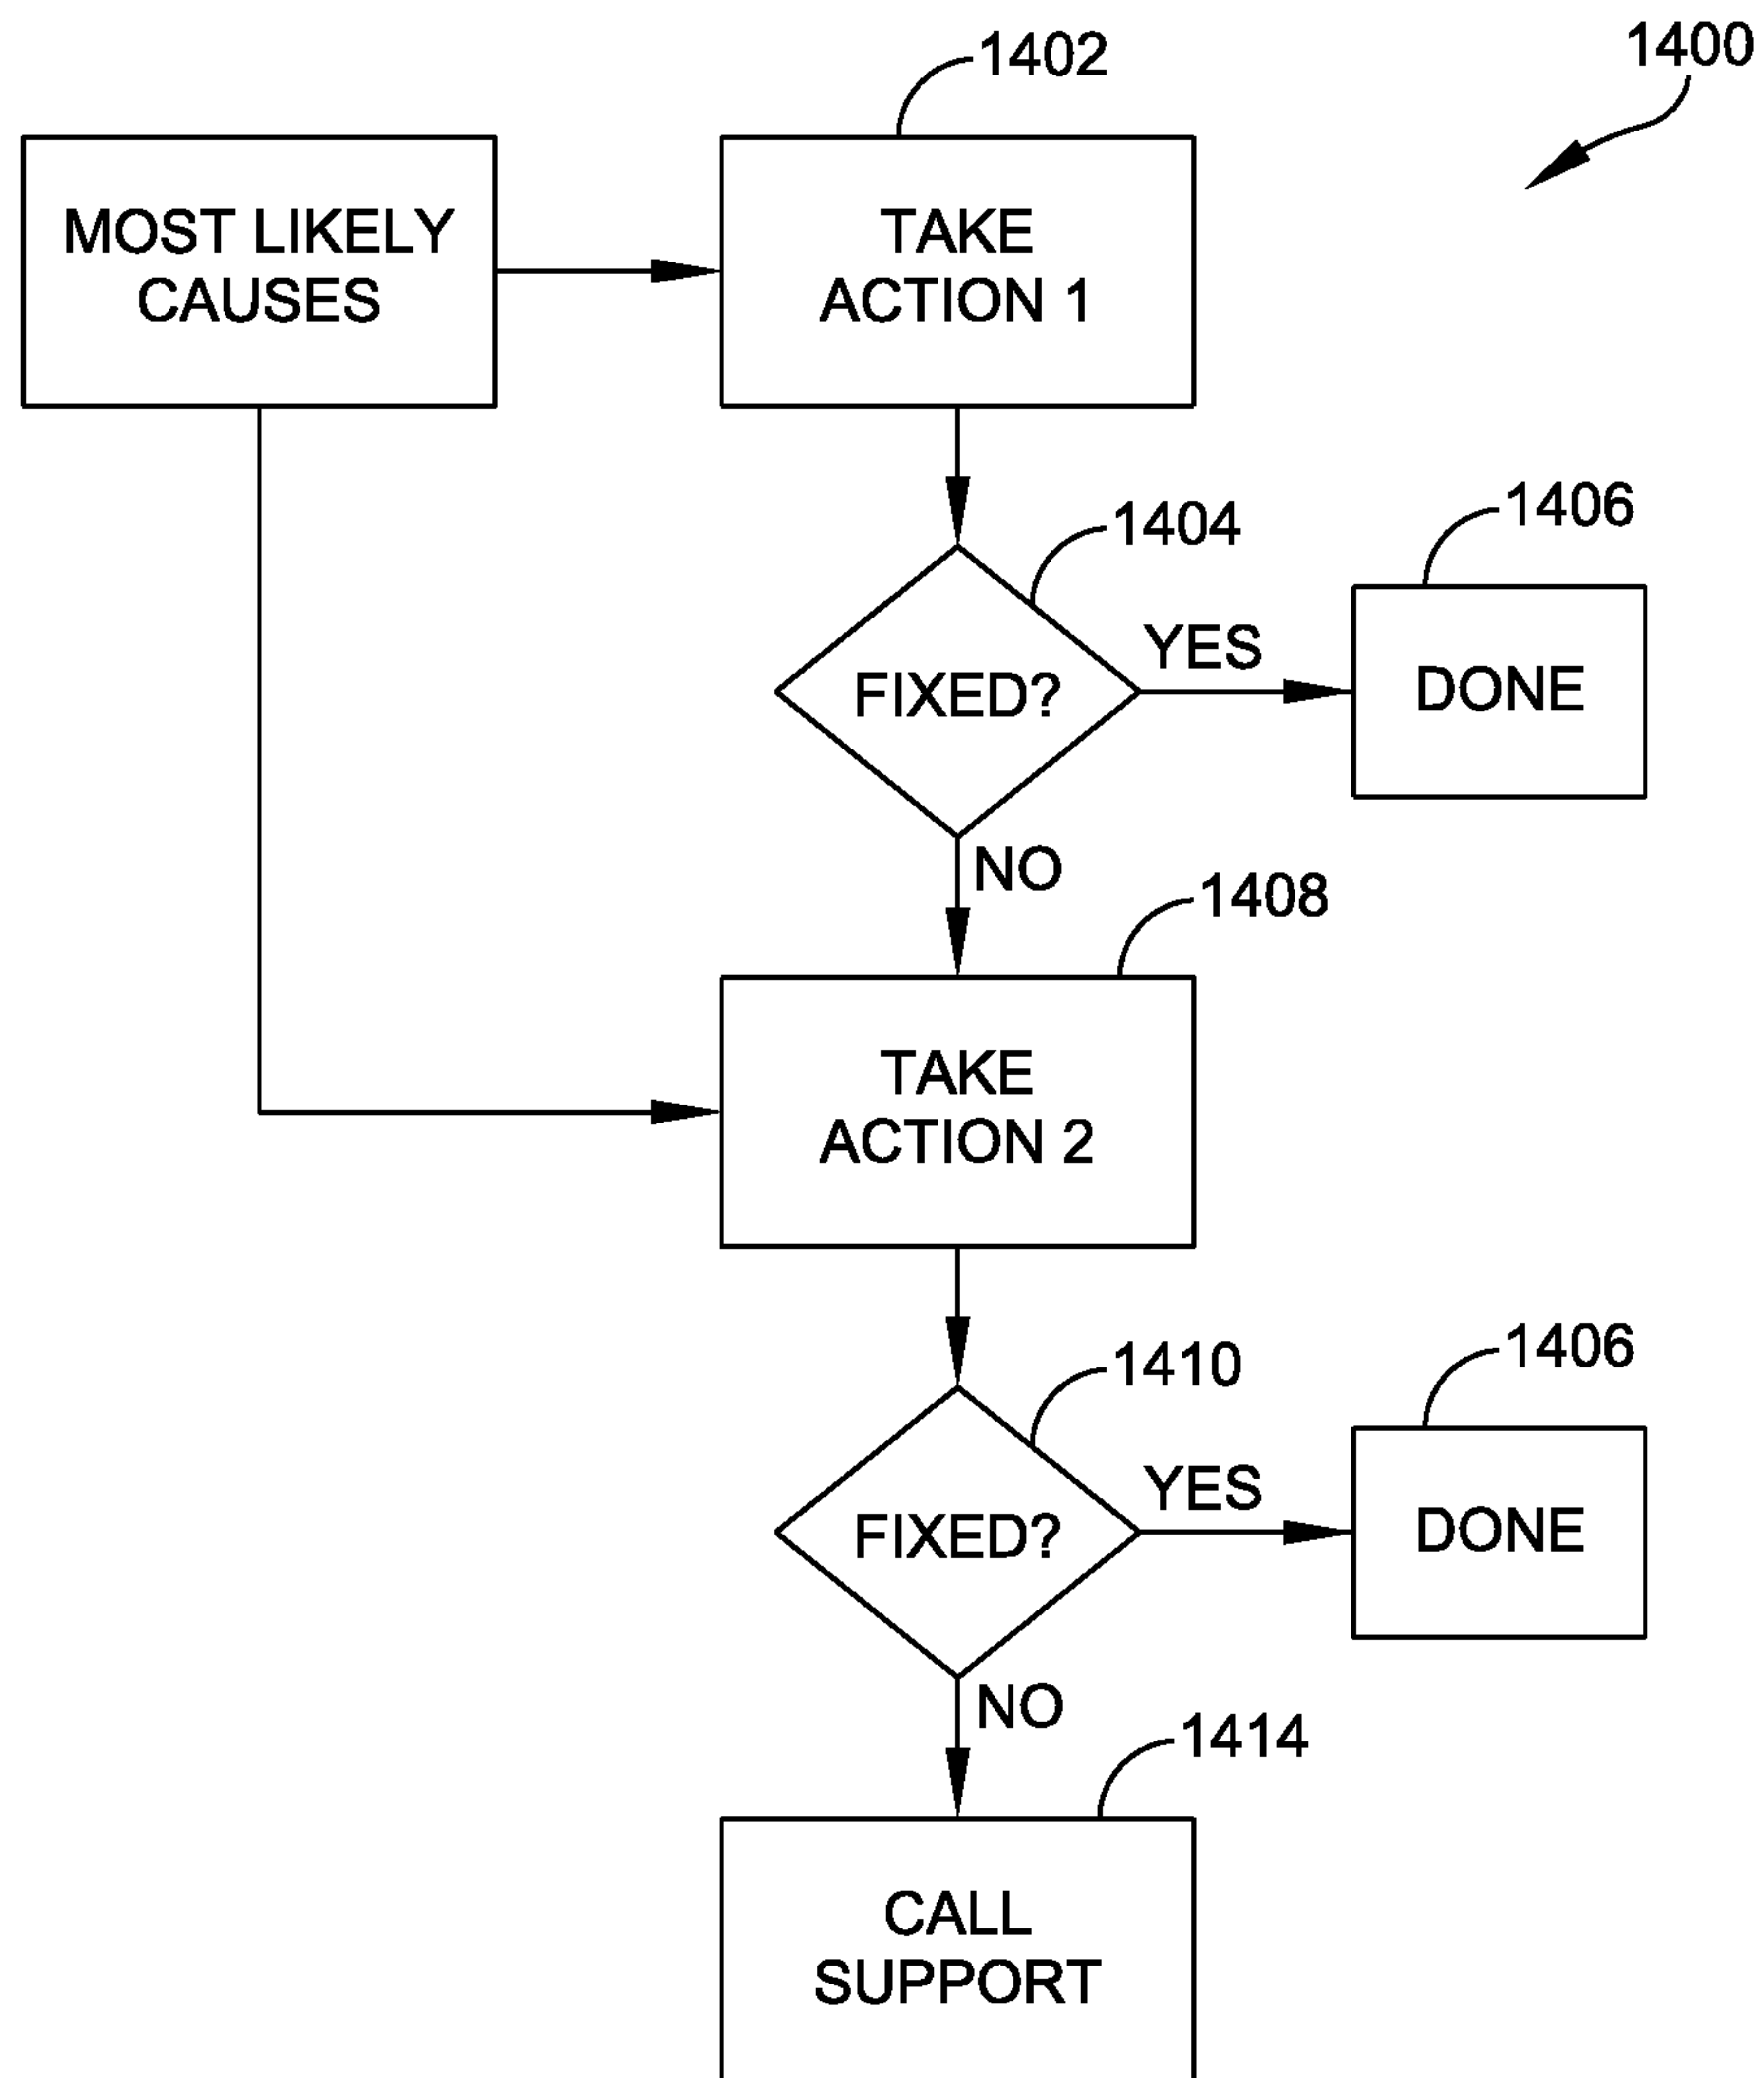 1402
1400
MOST LIKELY
CAUSES
TAKE
ACTION 1
1404
1406
FIXED?
YES
DONE
NO
1408
TAKE
ACTION 2
1410
1406
FIXED?
YES
DONE
NO
1414
CALL
SUPPORT